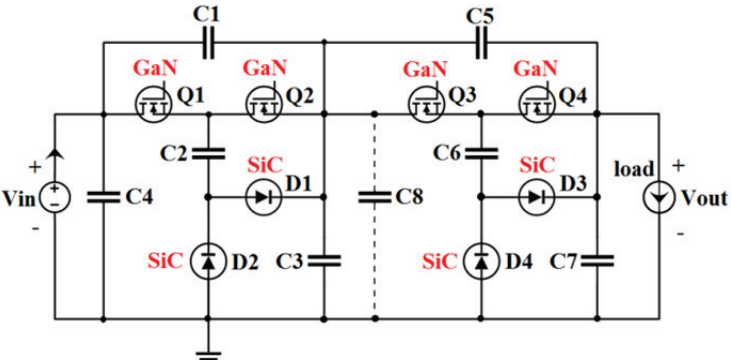 C1 C5
GaN GaN GaN GaN
Q1 Q2 Q3 Q4
C2 SiC C6 SiC load +
+ D1 D3
Vin C4 C8 Vout
- -
SiC D2 C3 SiC D4 C7